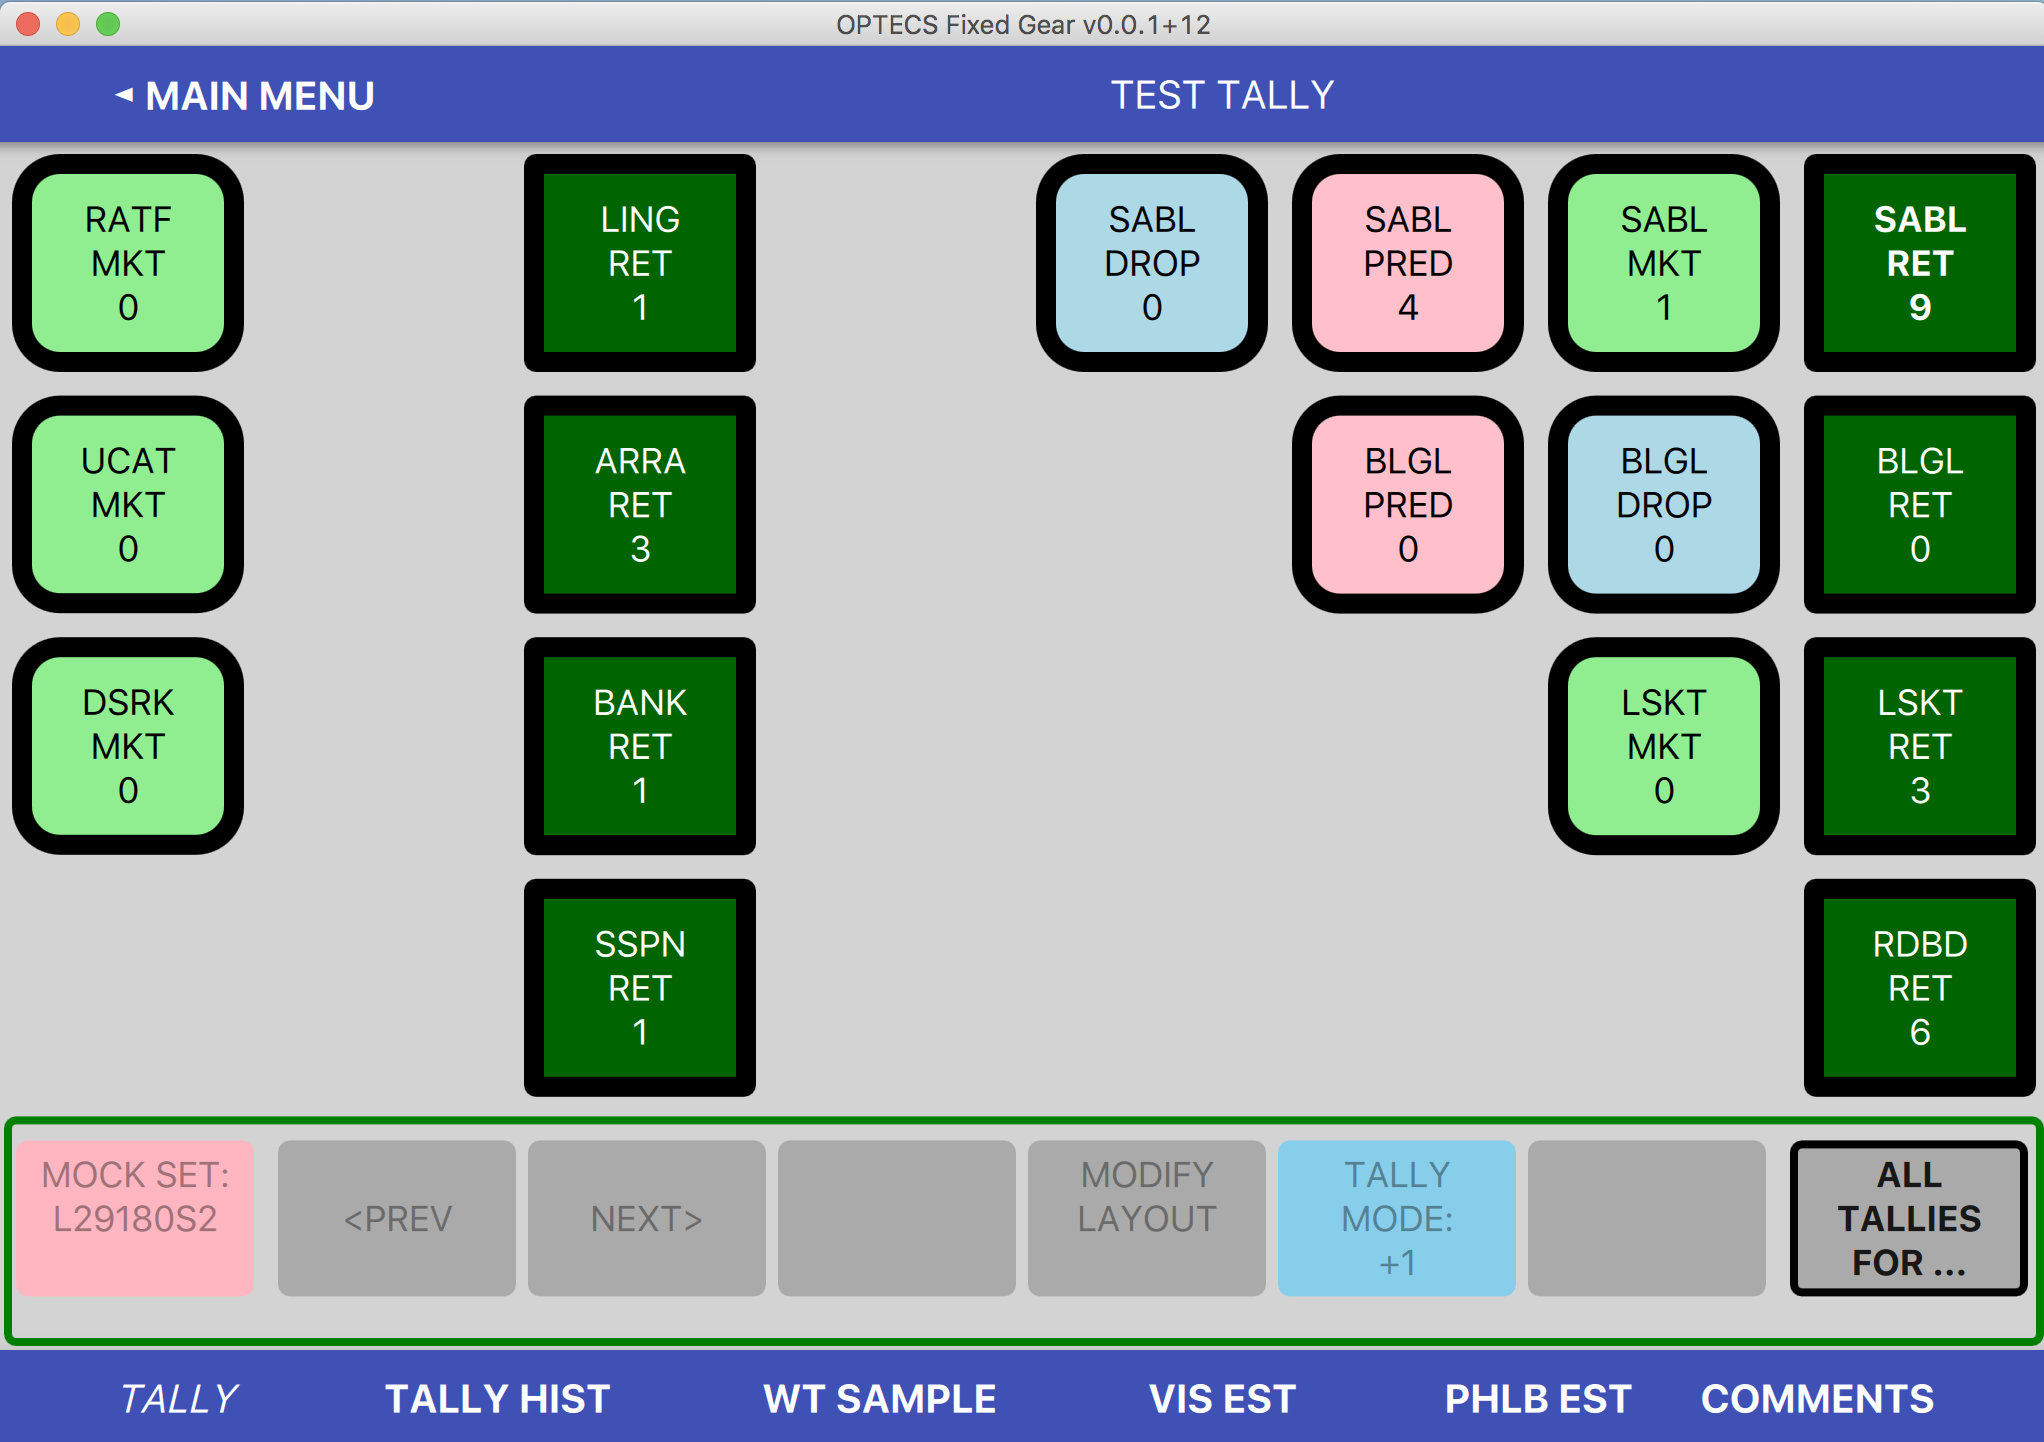 OPTECS Fixed Gear v0.0.1+12
◄ MAIN MENU
TEST TALLY
RATF
MKT
0
LING
RET
1
SABL
DROP
0
SABL
PRED
4
SABL
MKT
1
SABL
RET
9
UCAT
MKT
0
ARRA
RET
3
BLGL
PRED
0
BLGL
DROP
0
BLGL
RET
0
DSRK
MKT
0
BANK
RET
1
LSKT
MKT
0
LSKT
RET
3
SSPN
RET
1
RDBD
RET
6
MOCK SET:
L29180S2
<PREV
NEXT>
MODIFY
LAYOUT
TALLY
MODE:
+1
ALL
TALLIES
FOR ...
TALLY
TALLY HIST
WT SAMPLE
VIS EST
PHLB EST
COMMENTS